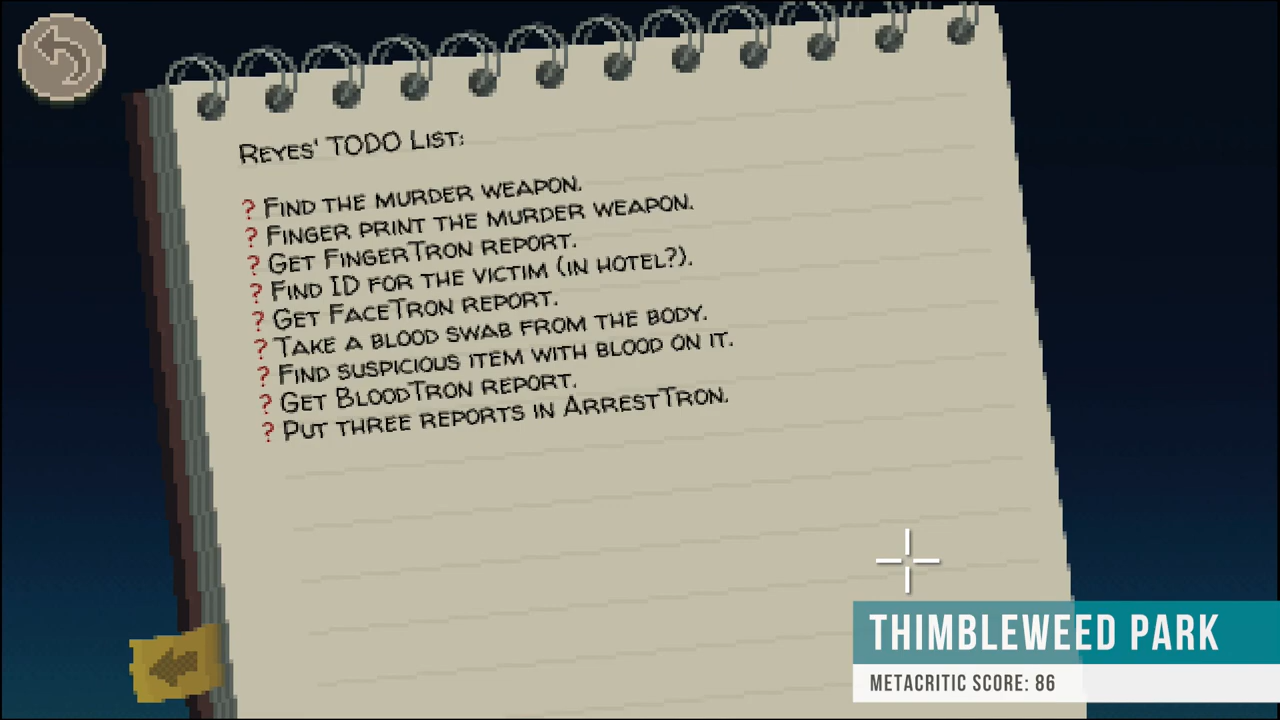 Reyes' TODO List:
? Find the murder weapon.
? Finger print the murder weapon.
? Get FingerTron report.
? Find ID for the victim (in hotel?).
? Get FaceTron report.
? Take a blood swab from the body.
? Find suspicious item with blood on it.
? Get BloodTron report.
? Put three reports in ArrestTron.
THIMBLEWEED PARK
METACRITIC SCORE: 86